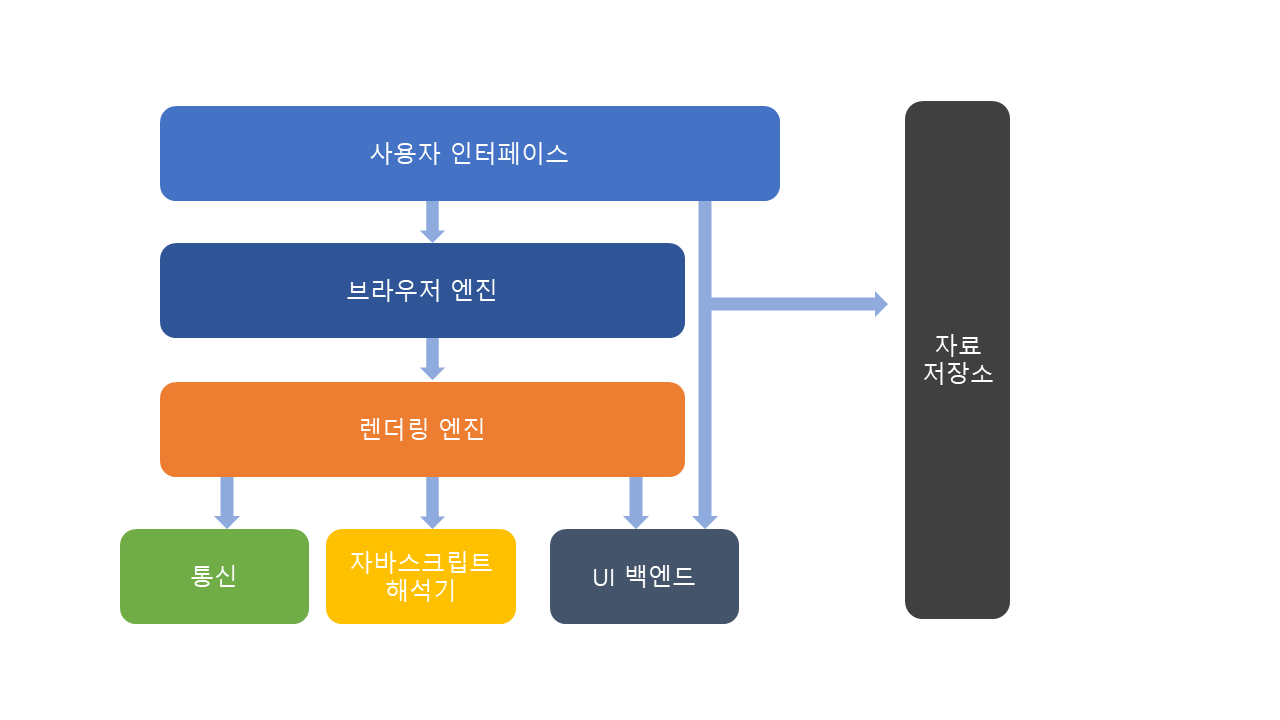 사용자 인터페이스
브라우저 엔진
렌더링 엔진
통신
자바스크립트
해석기
UI 백엔드
자료
저장소